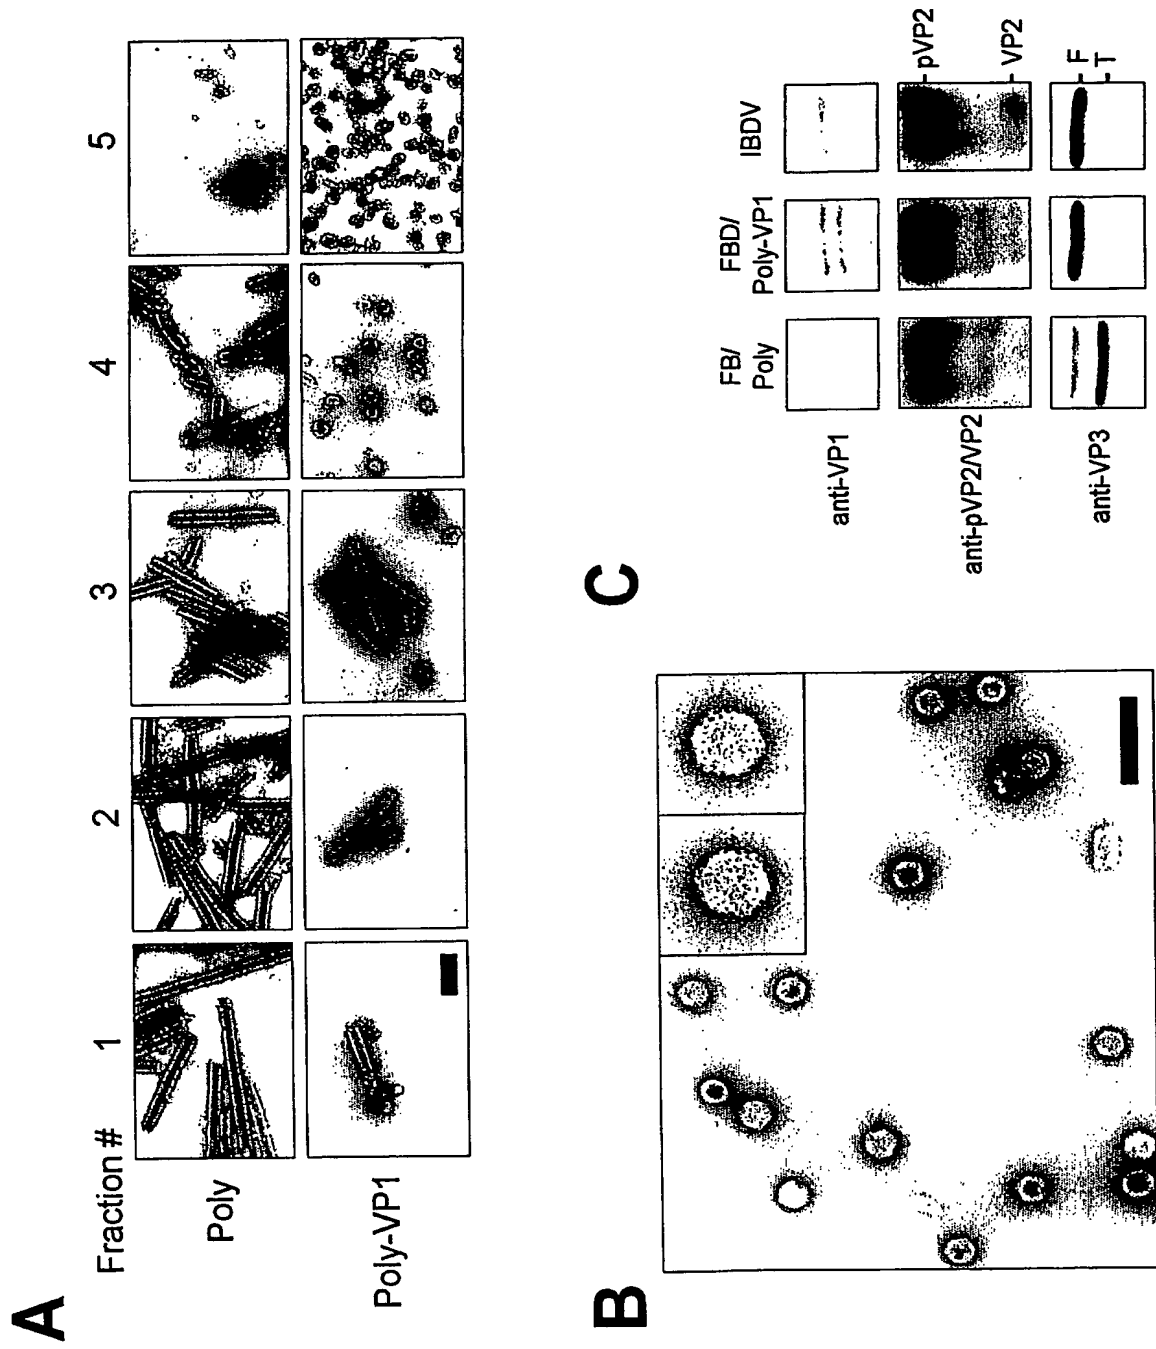 A
Fraction # 1 2 3 4 5
Poly
Poly-VP1
B
C
FB/ Poly FBD/ Poly-VP1 IBDV
anti-VP1
anti-pVP2/VP2
pVP2
VP2
anti-VP3
F
T